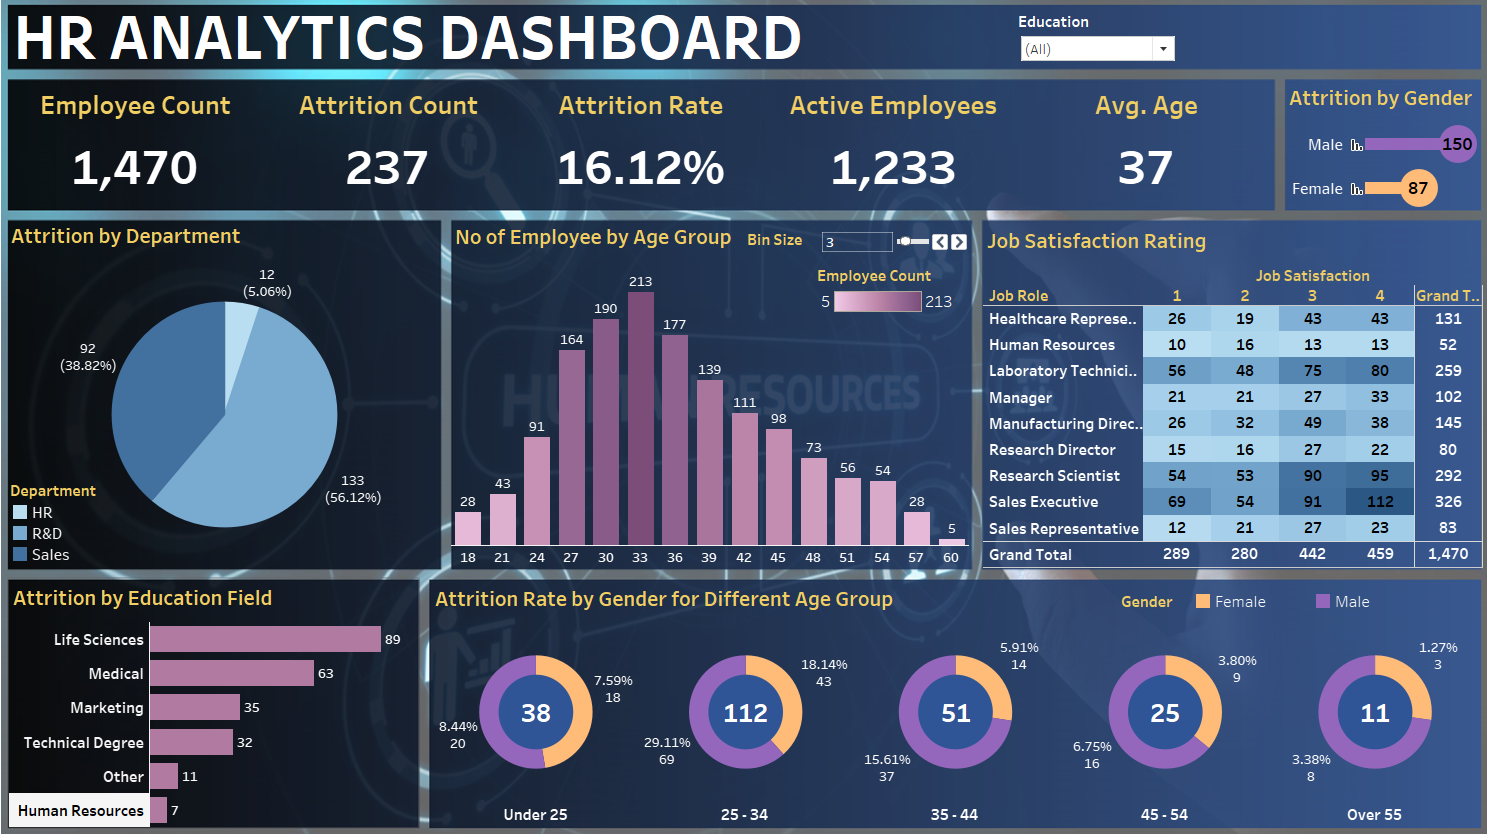 HR ANALYTICS DASHBOARD
Education
(All)
Employee Count
1,470
Attrition Count
237
Attrition Rate
16.12%
Active Employees
1,233
Avg. Age
37
Attrition by Gender
Male 150
Female 87
Attrition by Department
12
(5.06%)
92
(38.82%)
133
(56.12%)
Department
HR
R&D
Sales
No of Employee by Age Group
Bin Size 3
Employee Count
5 213
28 43 91 164 190 213 177 139 111 98 73 56 54 28 5
18 21 24 27 30 33 36 39 42 45 48 51 54 57 60
HUMAN RESOURCES
Job Satisfaction Rating
Job Satisfaction
Job Role 1 2 3 4 Grand T..
Healthcare Represe.. 26 19 43 43 131
Human Resources 10 16 13 13 52
Laboratory Technici.. 56 48 75 80 259
Manager 21 21 27 33 102
Manufacturing Direc.. 26 32 49 38 145
Research Director 15 16 27 22 80
Research Scientist 54 53 90 95 292
Sales Executive 69 54 91 112 326
Sales Representative 12 21 27 23 83
Grand Total 289 280 442 459 1,470
Attrition by Education Field
Life Sciences 89
Medical 63
Marketing 35
Technical Degree 32
Other 11
Human Resources 7
Attrition Rate by Gender for Different Age Group
Gender Female Male
7.59%
18
38
8.44%
20
Under 25
18.14%
43
112
29.11%
69
25 - 34
5.91%
14
51
15.61%
37
35 - 44
3.80%
9
25
6.75%
16
45 - 54
1.27%
3
11
3.38%
8
Over 55